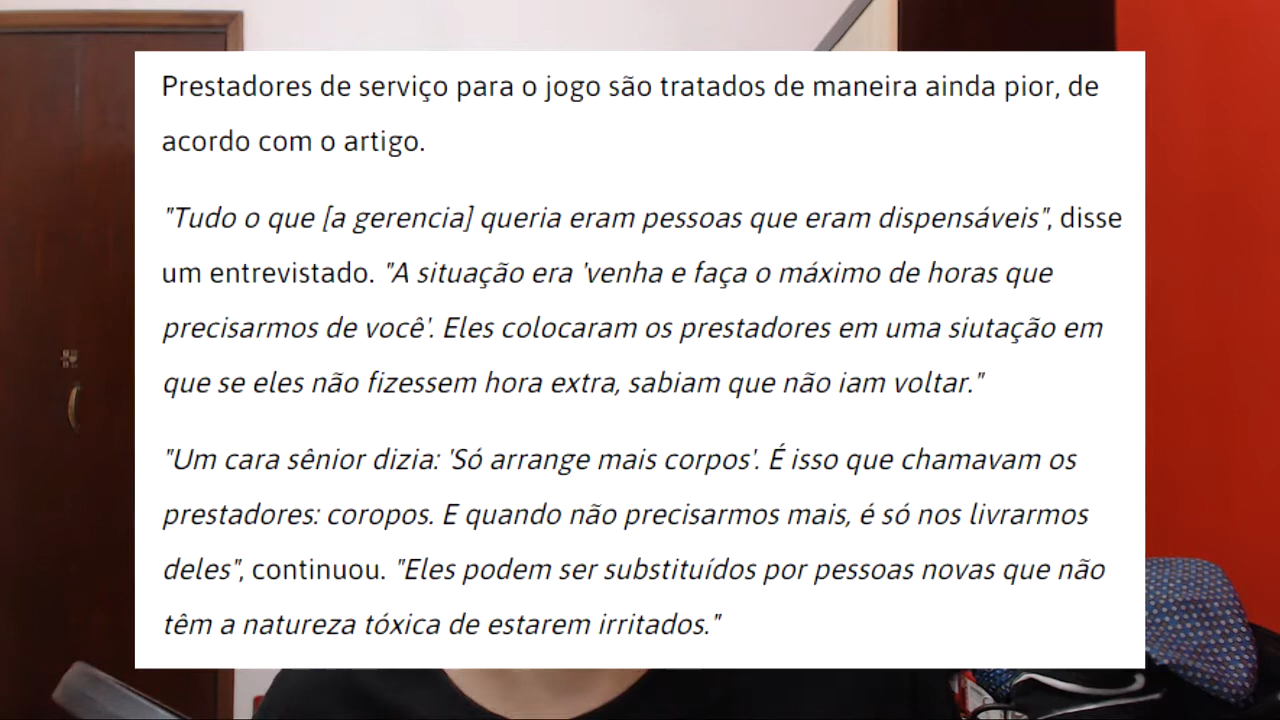 Prestadores de serviço para o jogo são tratados de maneira ainda pior, de
acordo com o artigo.
"Tudo o que [a gerencia] queria eram pessoas que eram dispensáveis", disse
um entrevistado. "A situação era 'venha e faça o máximo de horas que
precisarmos de você'. Eles colocaram os prestadores em uma siutação em
que se eles não fizessem hora extra, sabiam que não iam voltar."
"Um cara sênior dizia: 'Só arrange mais corpos'. É isso que chamavam os
prestadores: coropos. E quando não precisarmos mais, é só nos livrarmos
deles", continuou. "Eles podem ser substituídos por pessoas novas que não
têm a natureza tóxica de estarem irritados."